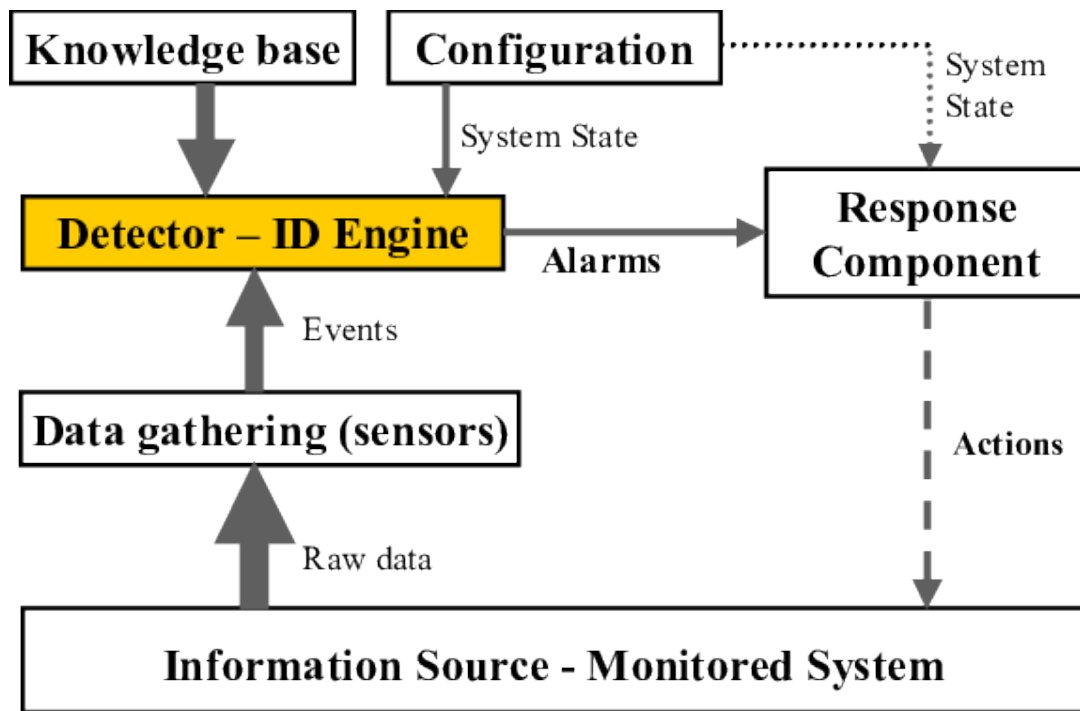 Knowledge base
Configuration
System
State
System State
Detector – ID Engine
Response
Component
Alarms
Events
Data gathering (sensors)
Actions
Raw data
Information Source - Monitored System